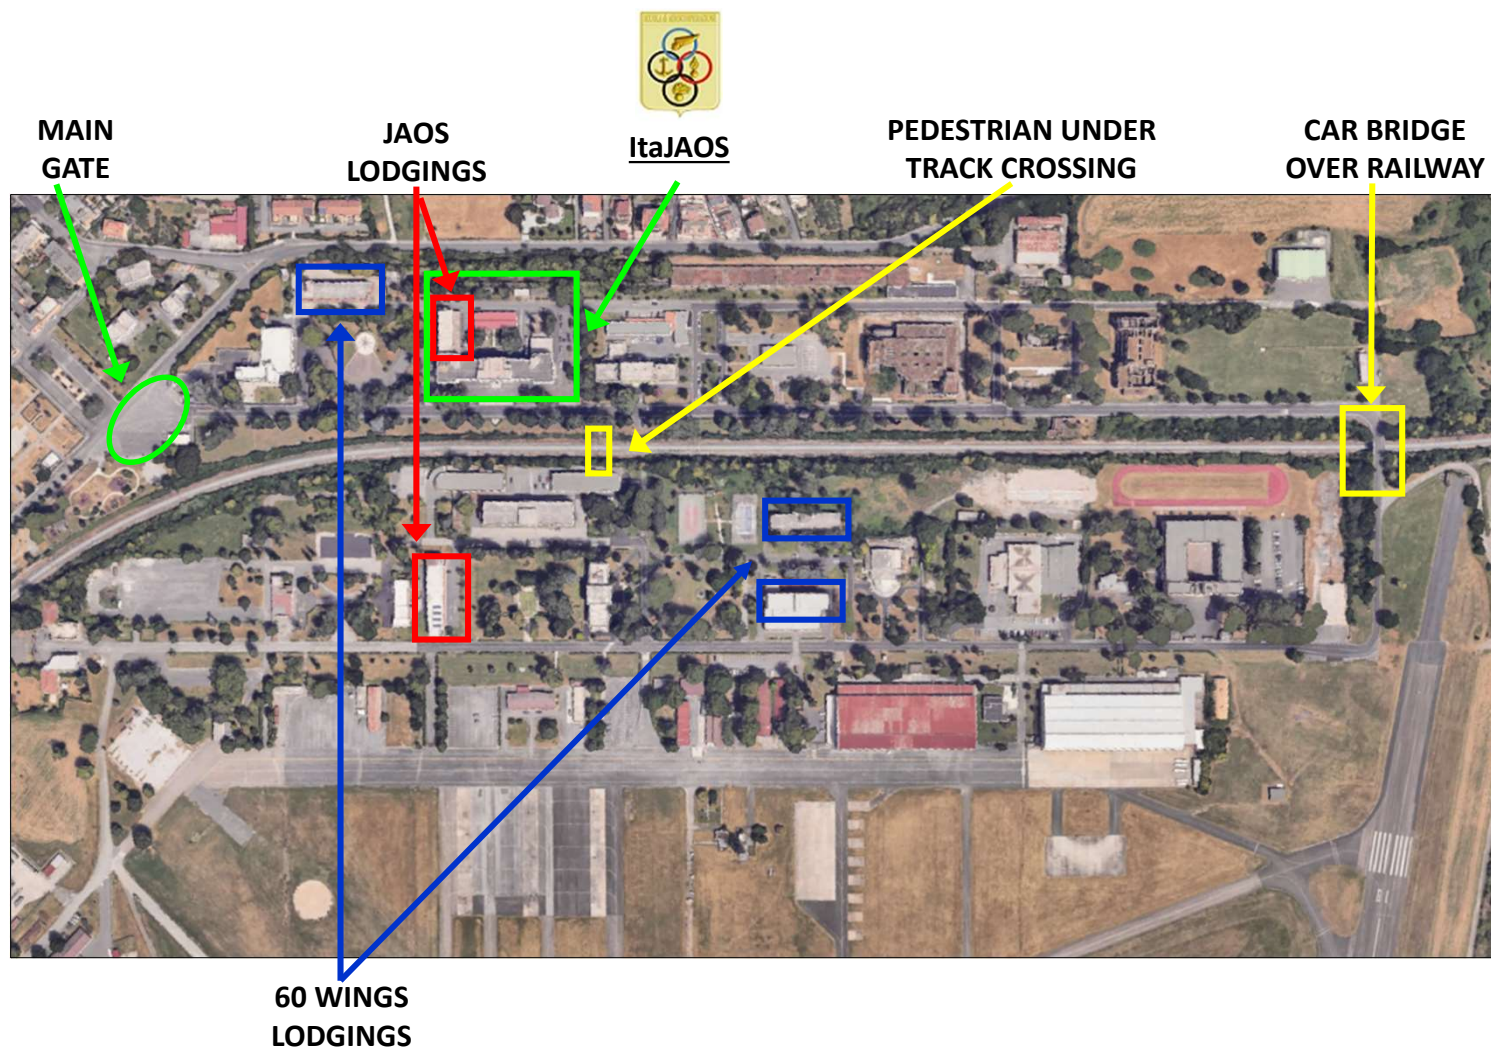 MAIN
GATE
JAOS
LODGINGS
ItaJAOS
PEDESTRIAN UNDER
TRACK CROSSING
CAR BRIDGE
OVER RAILWAY
60 WINGS
LODGINGS